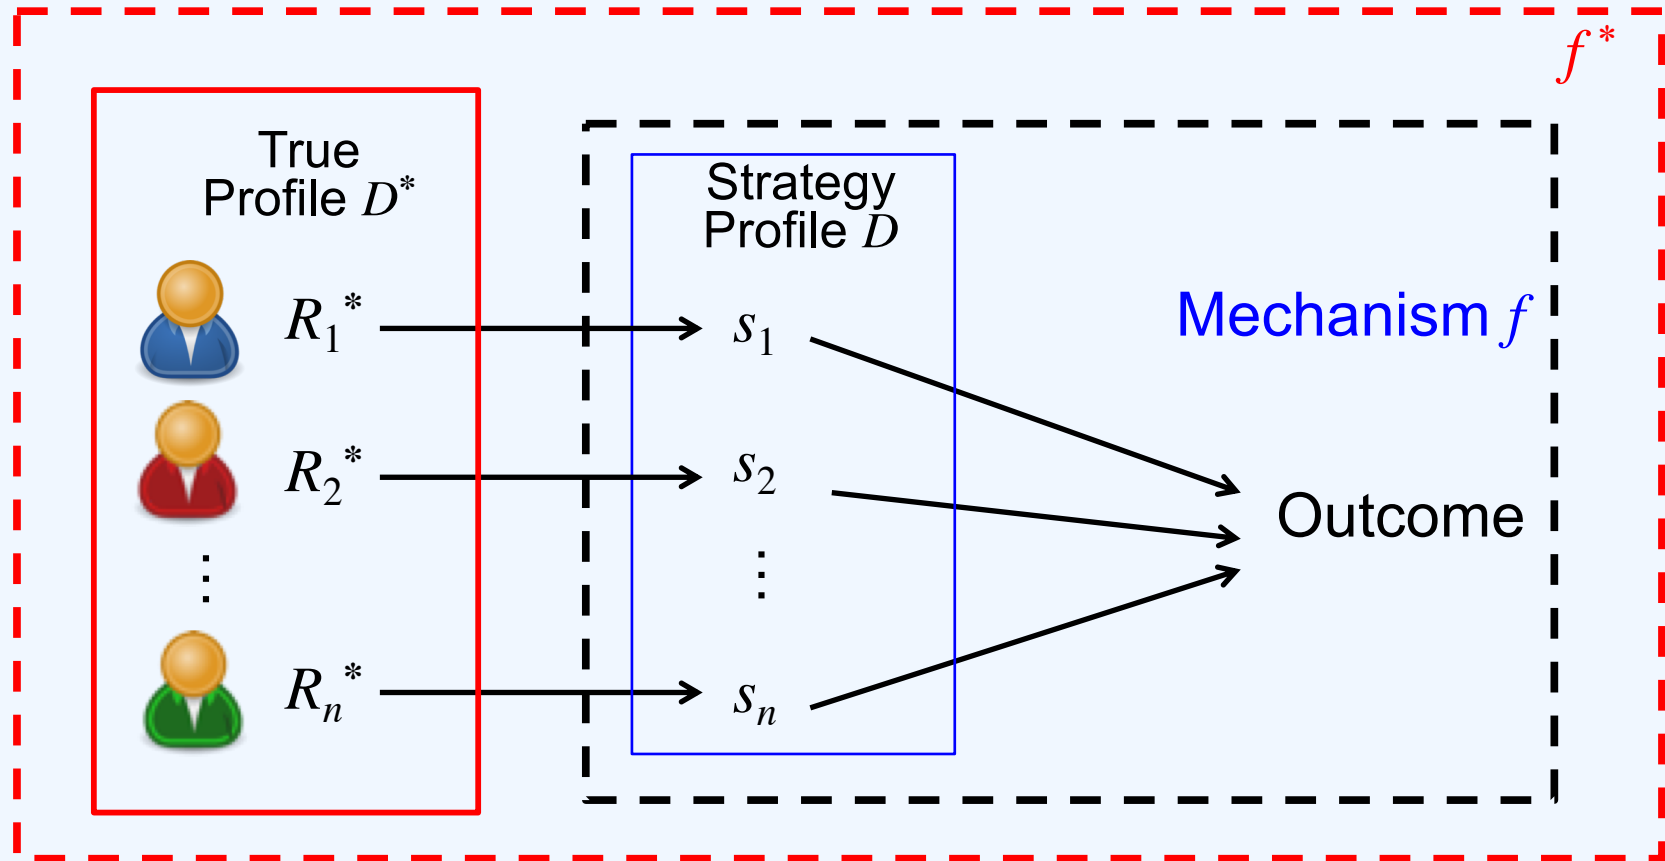 f*
True
Profile D*
Strategy
Profile D
R₁*
s₁
Mechanism f
R₂*
s₂
Outcome
⋮
⋮
Rₙ*
sₙ